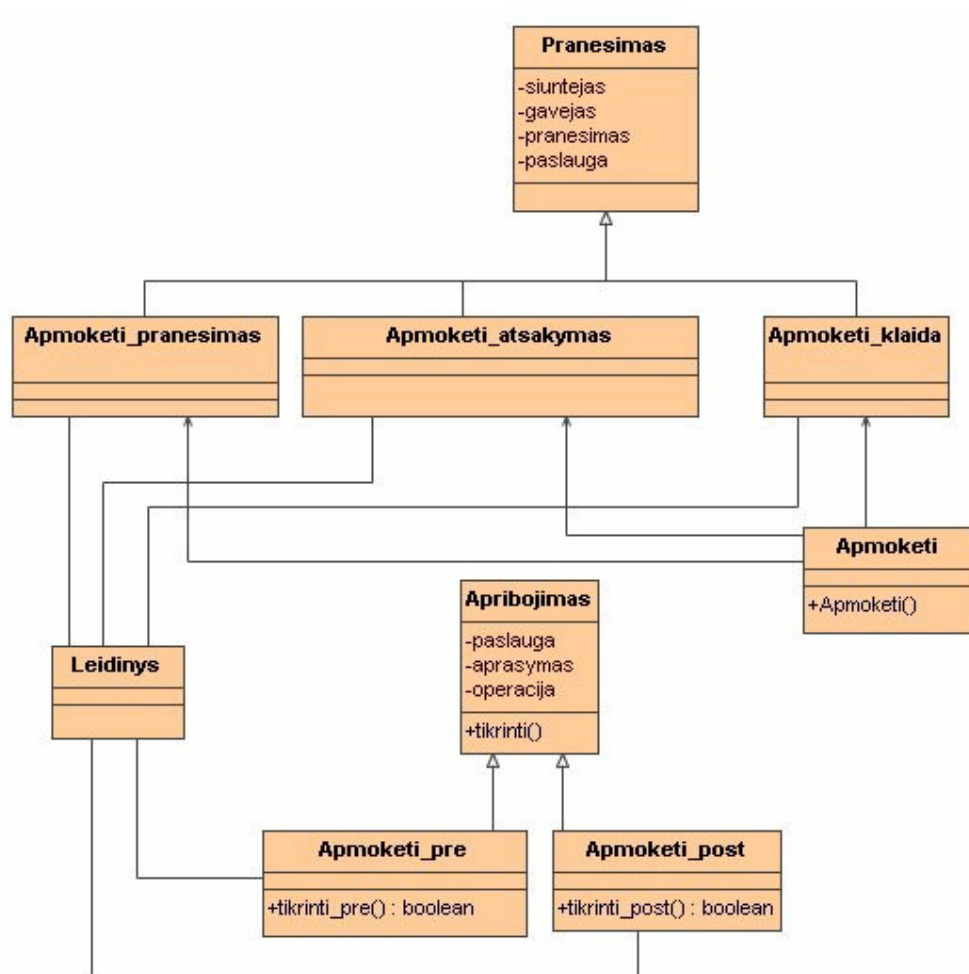 Pranesimas
-siuntejas
-gavejas
-pranesimas
-paslauga
Apmoketi_pranesimas
Apmoketi_atsakymas
Apmoketi_klaida
Apmoketi
+Apmoketi()
Apribojimas
-paslauga
-aprasymas
-operacija
+tikrinti()
Leidinys
Apmoketi_pre
+tikrinti_pre() : boolean
Apmoketi_post
+tikrinti_post() : boolean